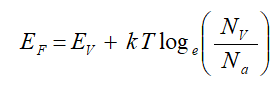 E_F = E_V + kT log_e ( N_V / N_a )